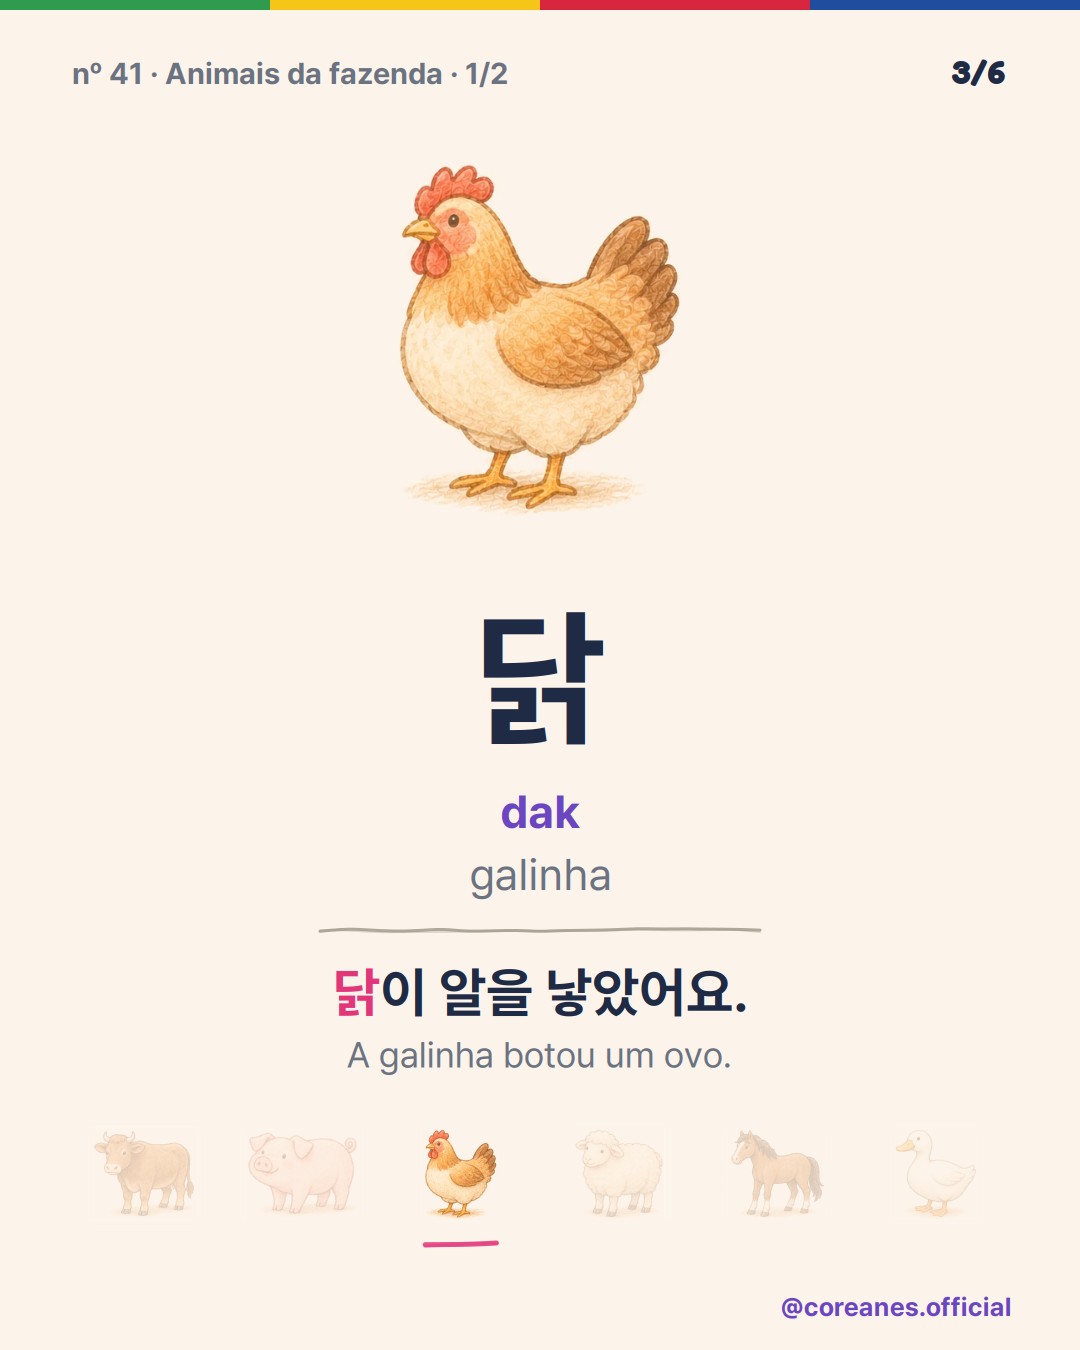 nº 41 · Animais da fazenda · 1/2
3/6
닭
dak
galinha
닭이 알을 낳았어요.
A galinha botou um ovo.
@coreanes.official